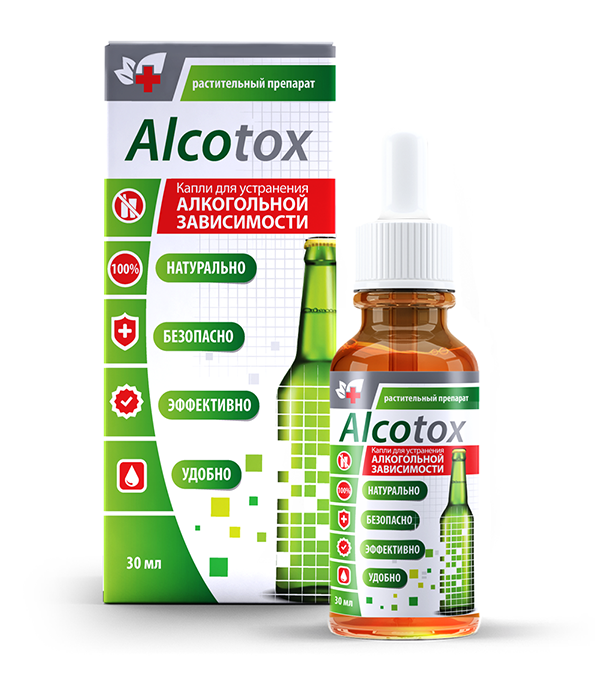 растительный препарат
Alcotox
Капли для устранения
АЛКОГОЛЬНОЙ
ЗАВИСИМОСТИ
100%
НАТУРАЛЬНО
БЕЗОПАСНО
ЭФФЕКТИВНО
УДОБНО
30 мл
растительный препарат
Alcotox
Капли для устранения
АЛКОГОЛЬНОЙ
ЗАВИСИМОСТИ
100%
НАТУРАЛЬНО
БЕЗОПАСНО
ЭФФЕКТИВНО
УДОБНО
30 мл